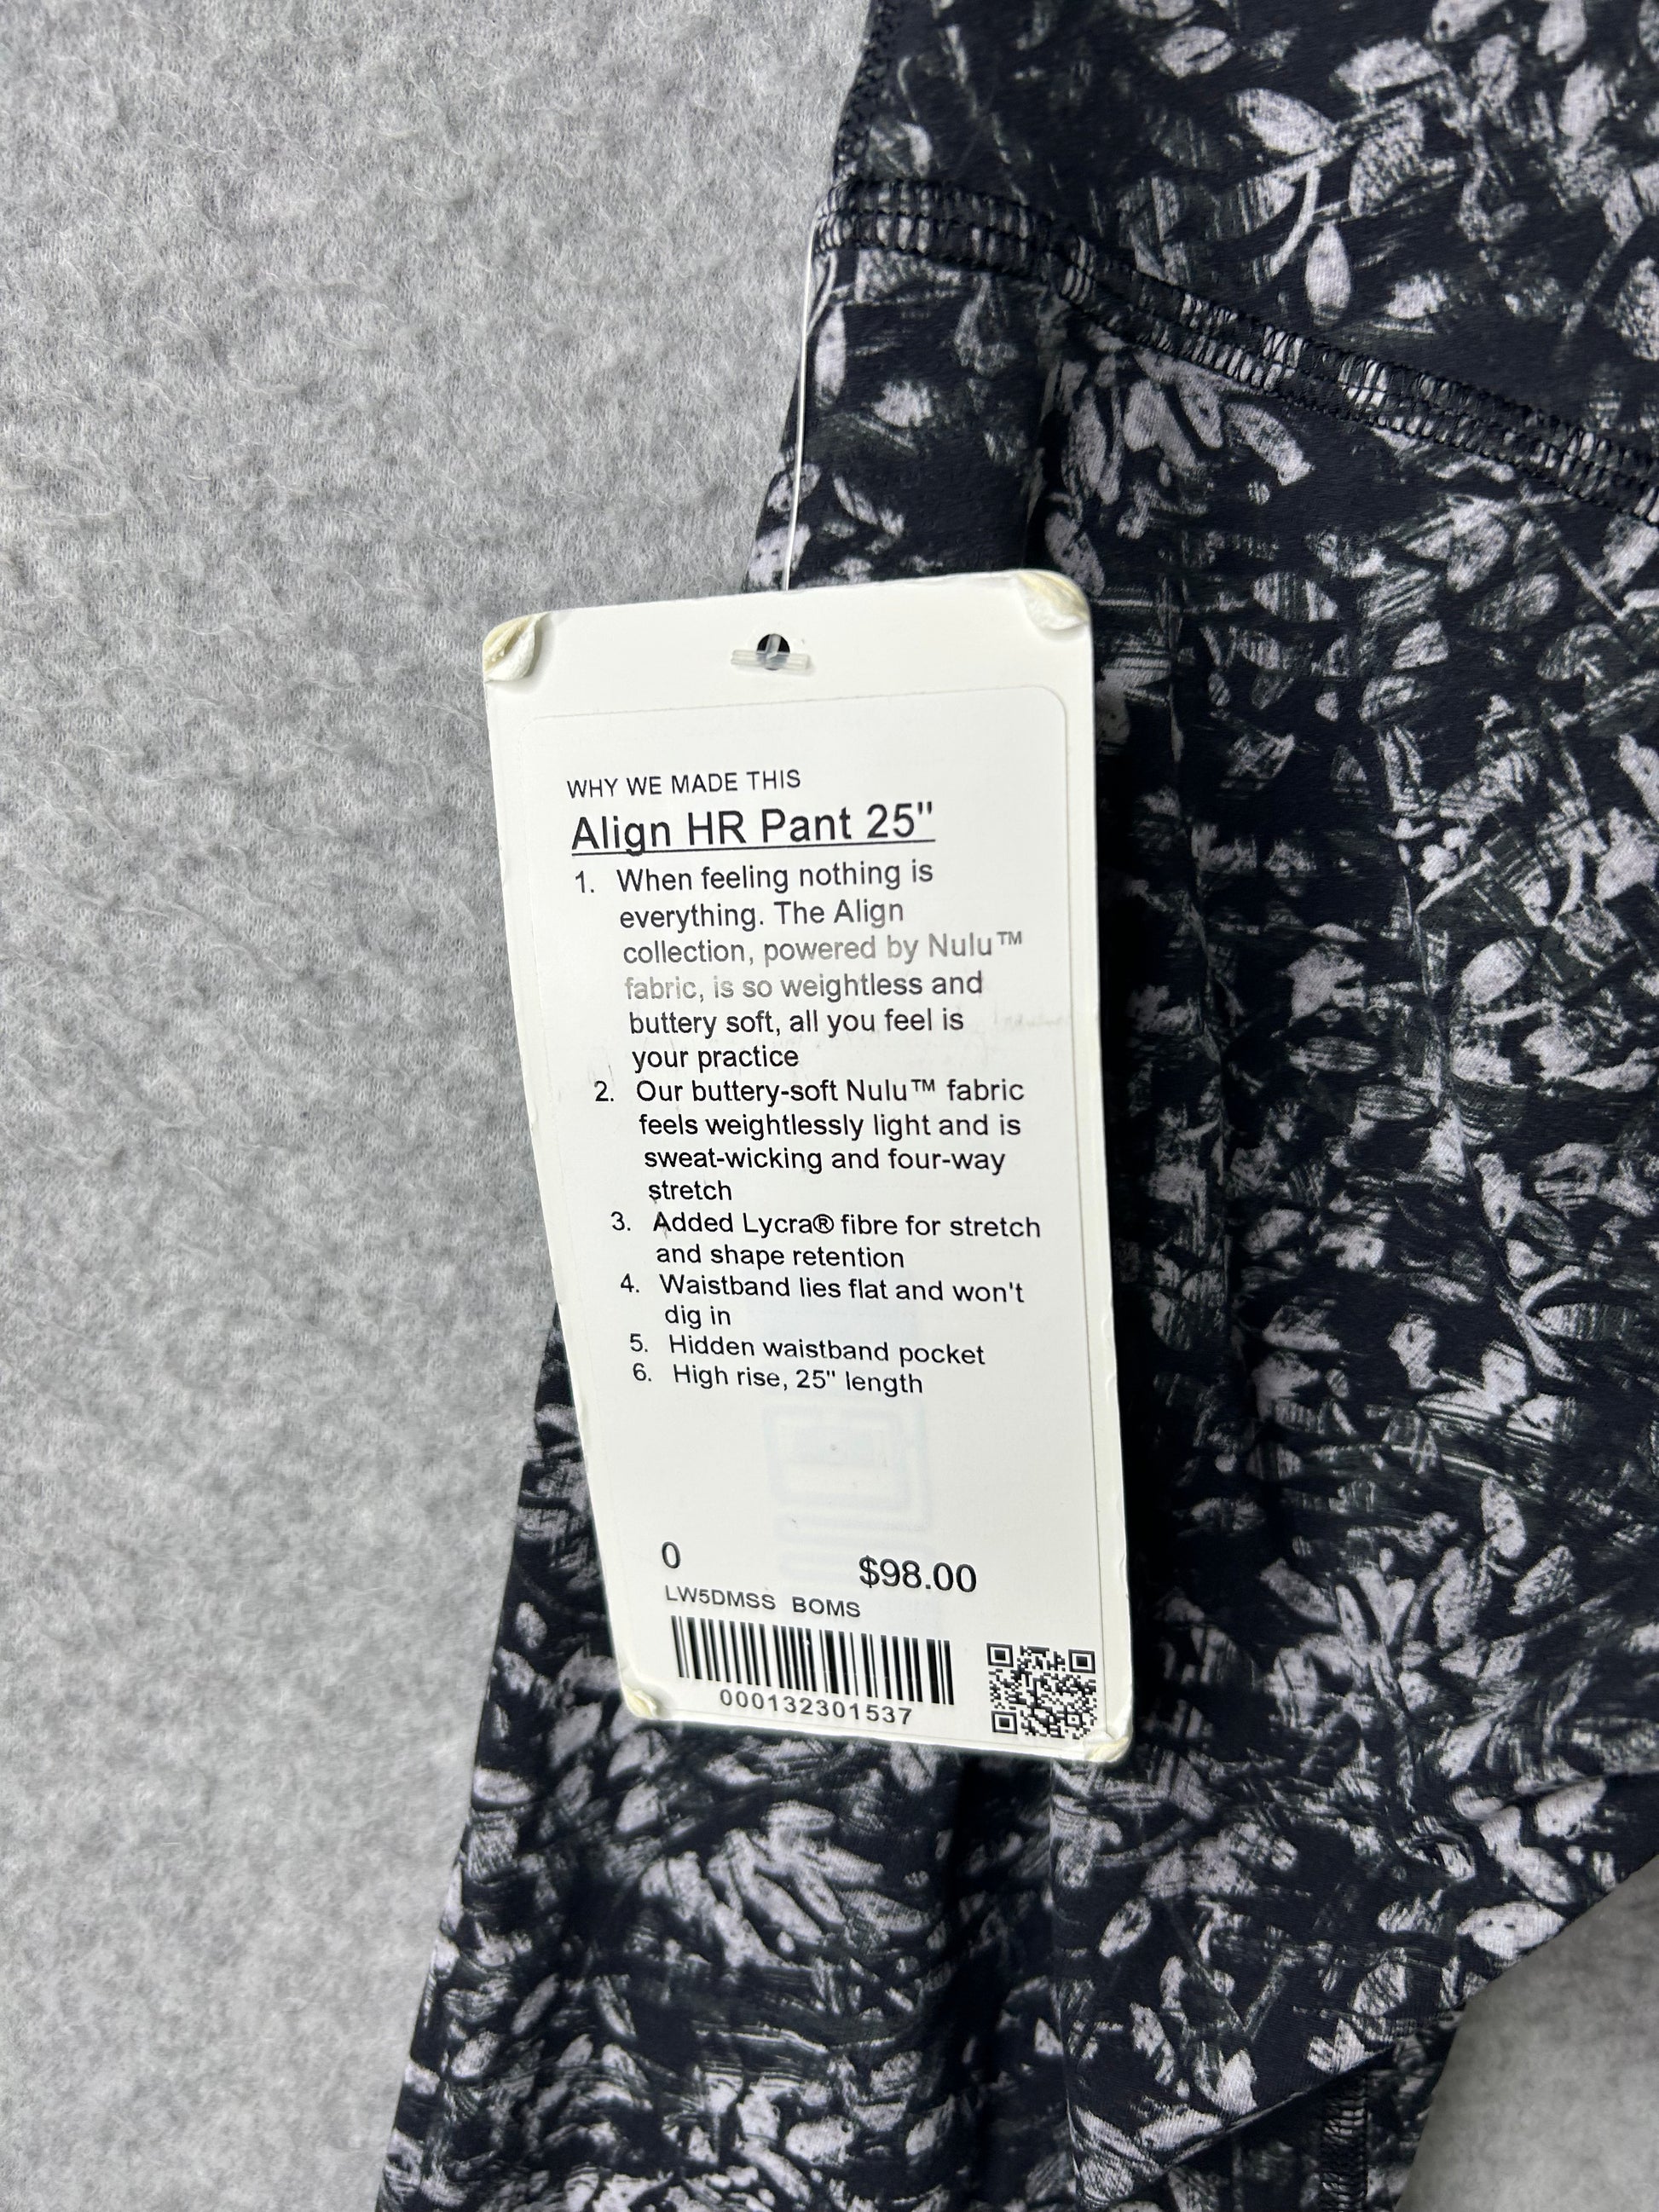 WHY WE MADE THIS
Align HR Pant 25"
1. When feeling nothing is
everything. The Align
collection, powered by Nulu™
fabric, is so weightless and
buttery soft, all you feel is
your practice
2. Our buttery-soft Nulu™ fabric
feels weightlessly light and is
sweat-wicking and four-way
stretch
3. Added Lycra® fibre for stretch
and shape retention
4. Waistband lies flat and won't
dig in
5. Hidden waistband pocket
6. High rise, 25" length
0 $98.00
LW5DMSS BOMS
000132301537